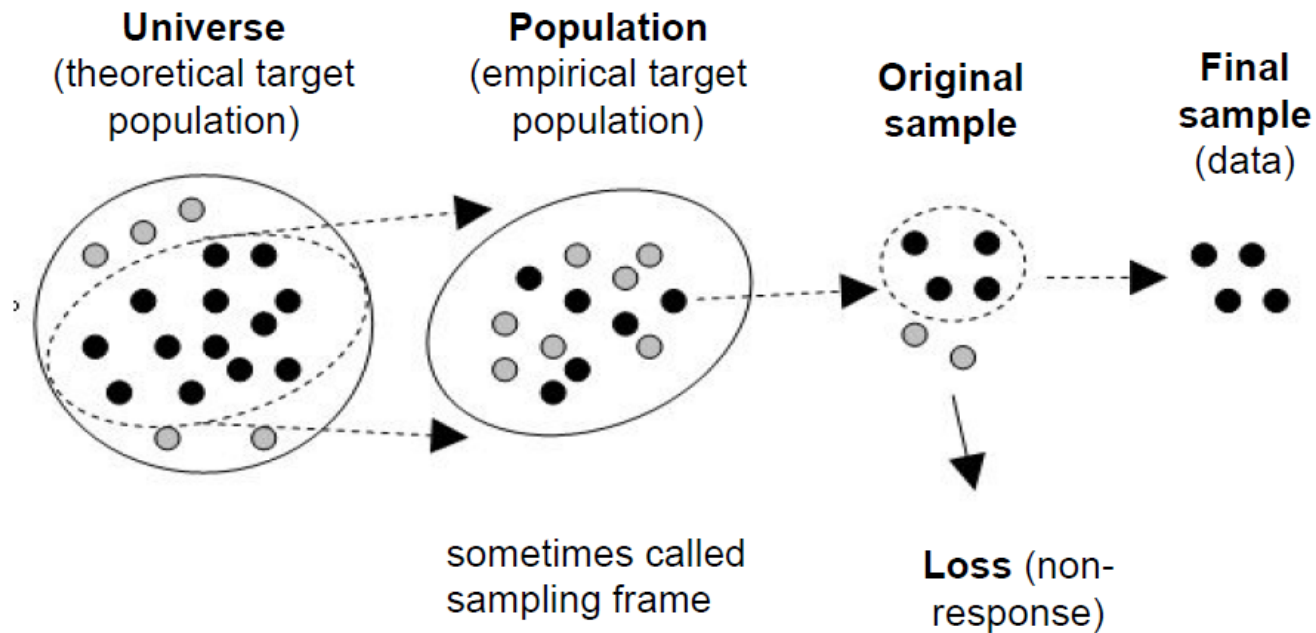 Universe
(theoretical target
population)
Population
(empirical target
population)
Original
sample
Final
sample
(data)
sometimes called
sampling frame
Loss (non-
response)